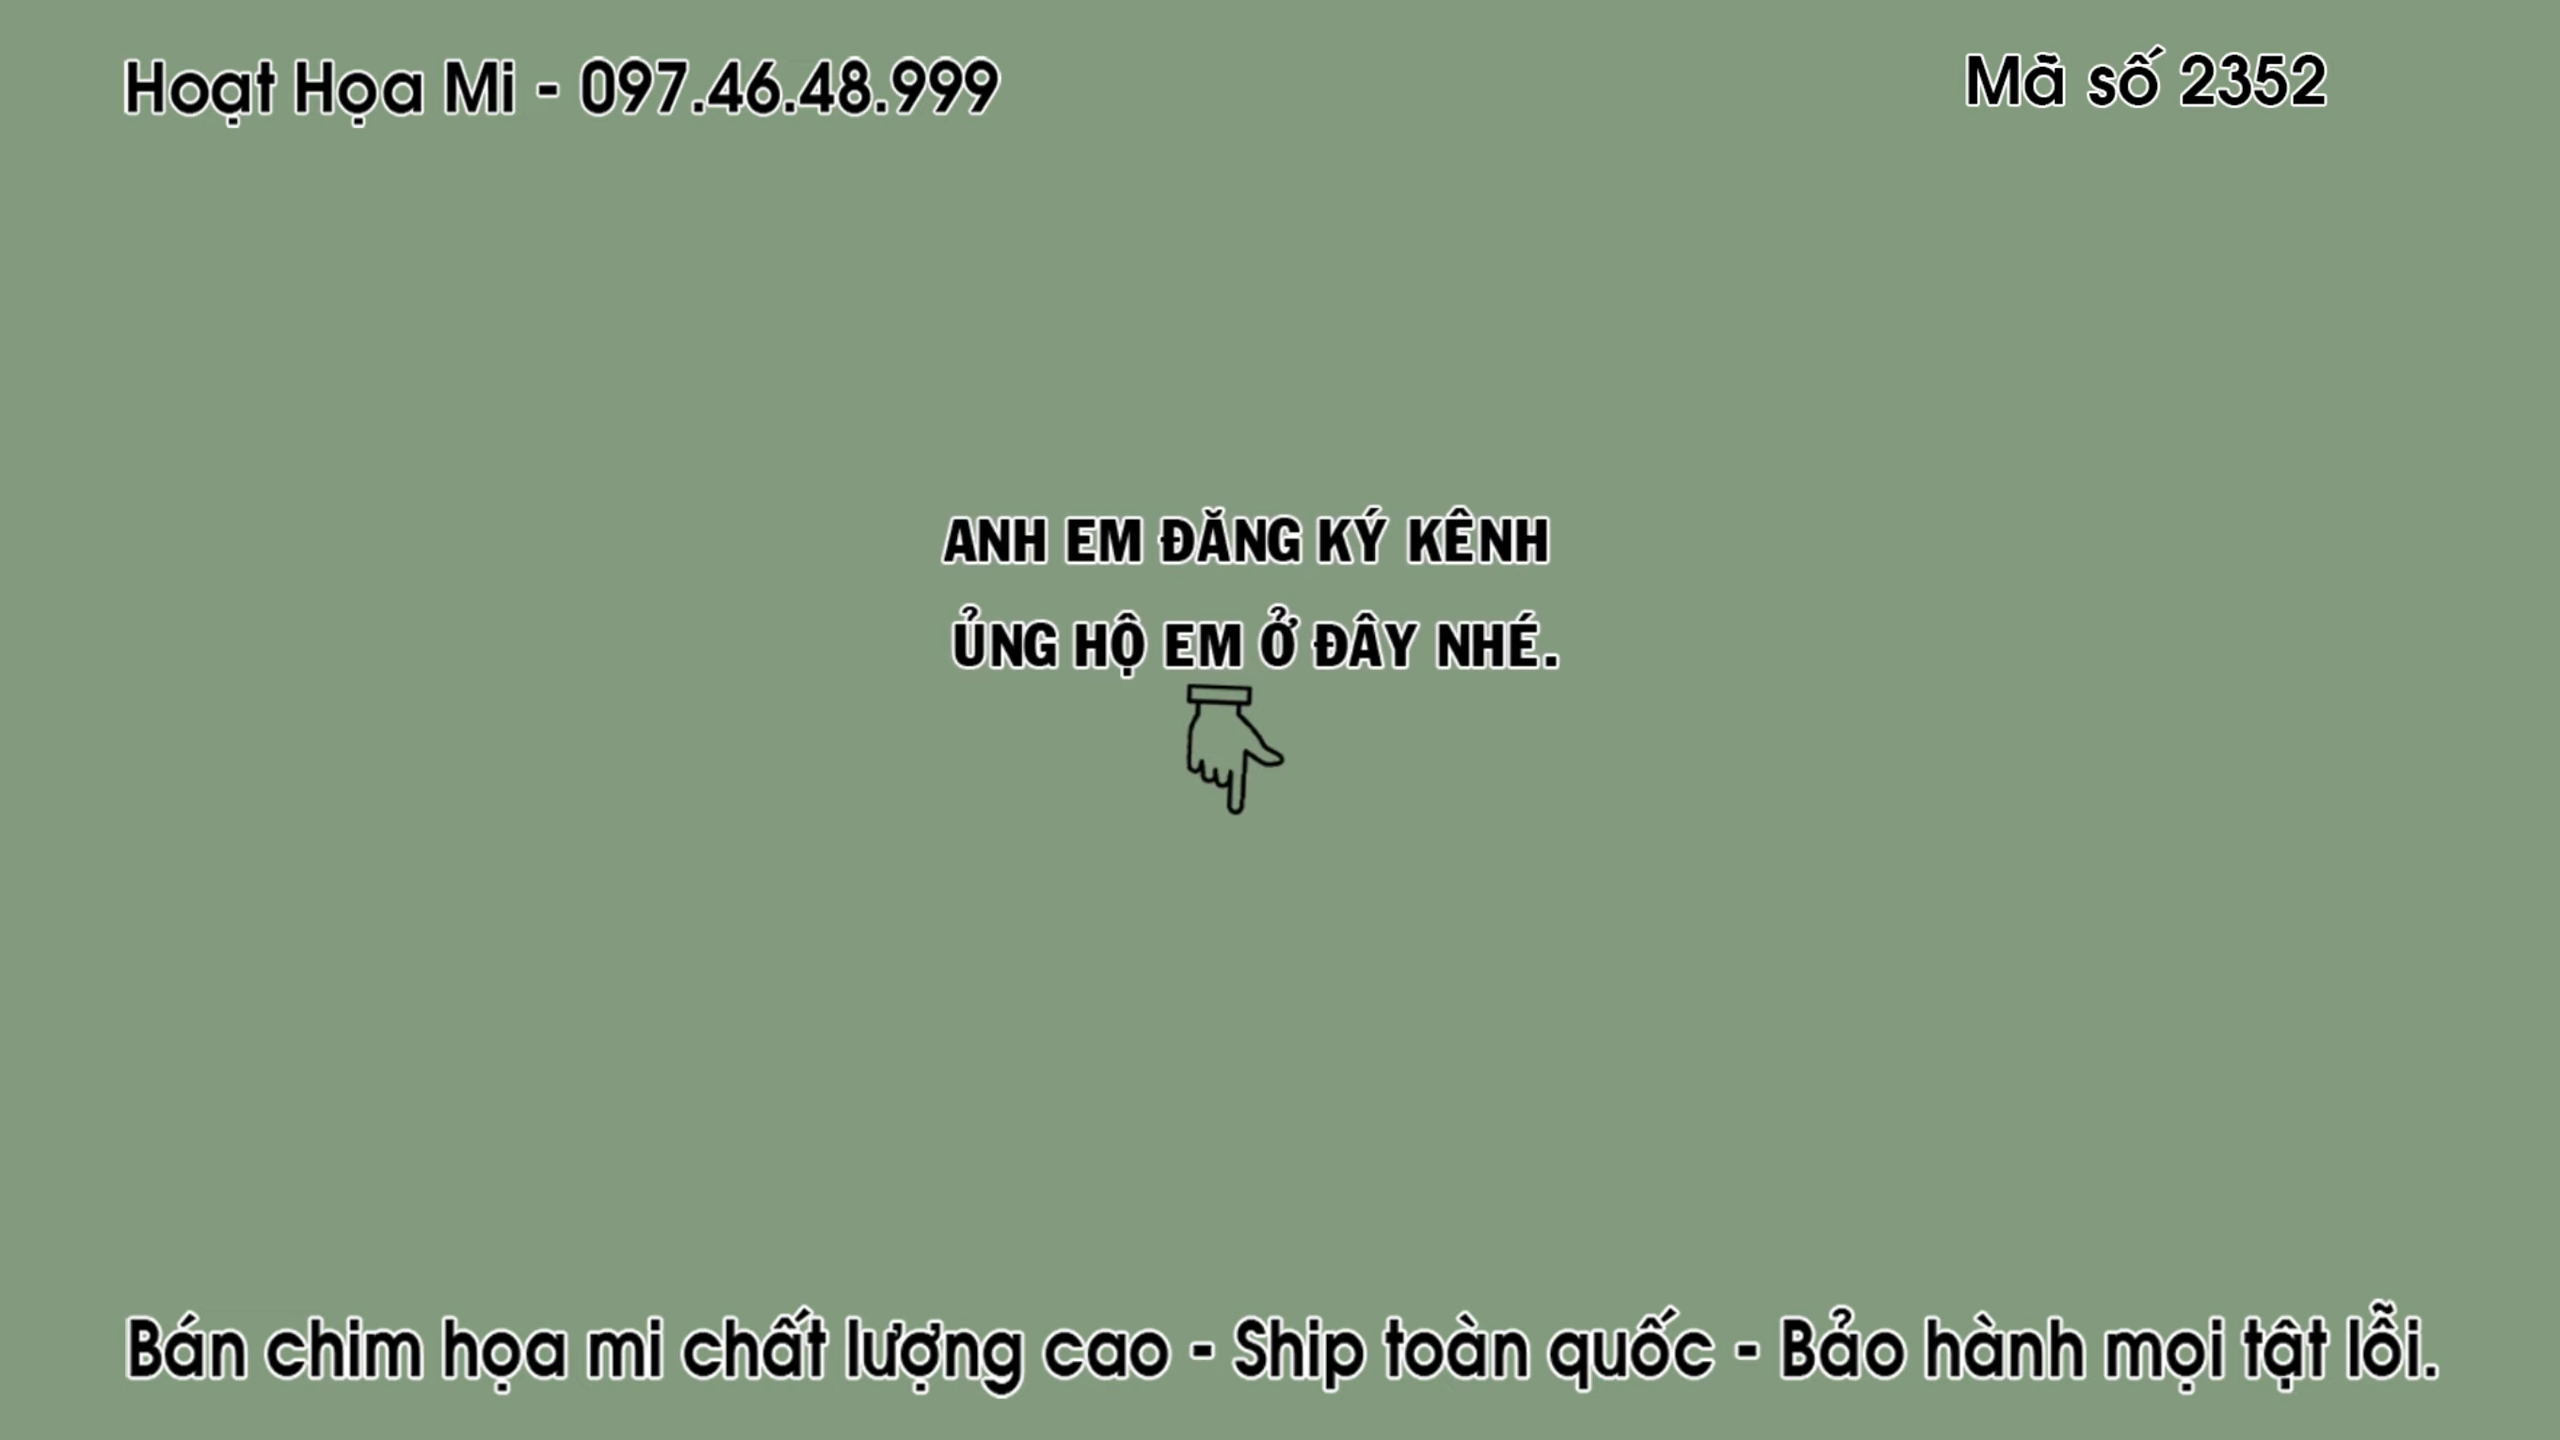 Hoạt Họa Mi - 097.46.48.999
Mã số 2352
ANH EM ĐĂNG KÝ KÊNH
ỦNG HỘ EM Ở ĐÂY NHÉ.
Bán chim họa mi chất lượng cao - Ship toàn quốc - Bảo hành mọi tật lỗi.